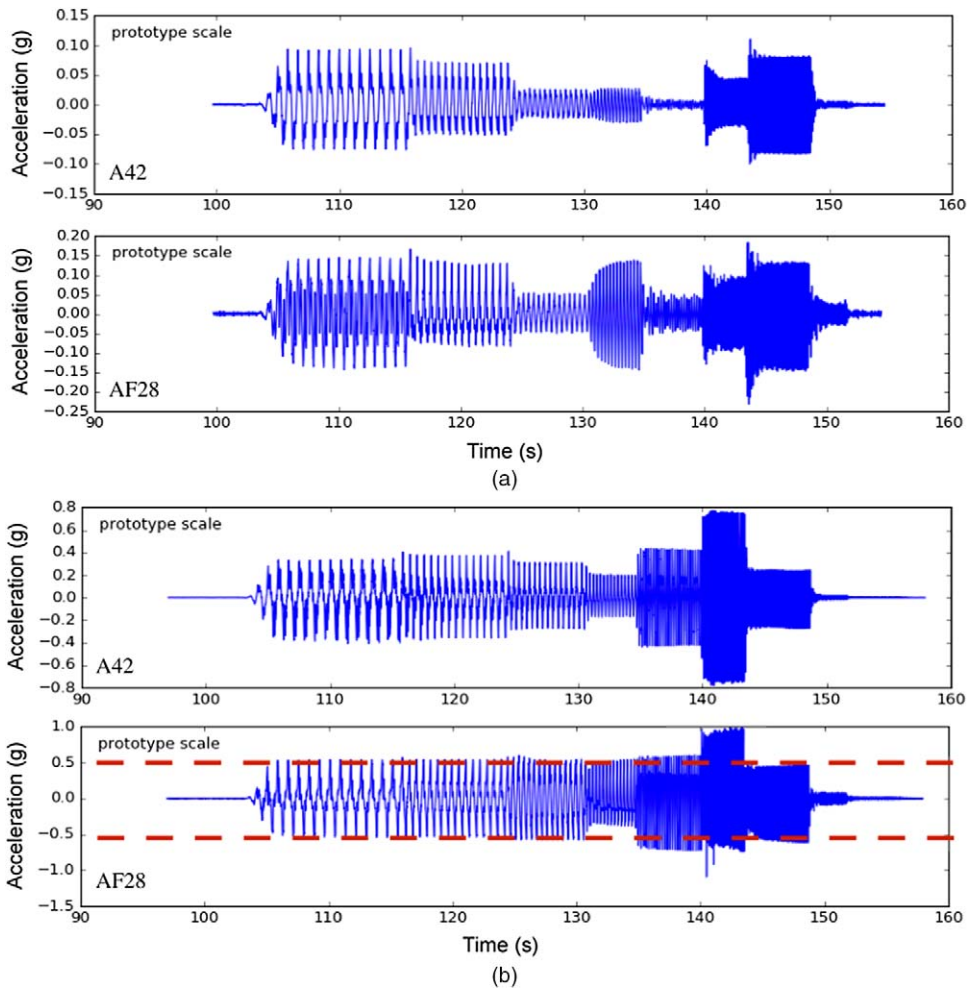 0.15
0.10
0.05
0.00
−0.05
−0.10
−0.15
Acceleration (g)
prototype scale
A42
90 100 110 120 130 140 150 160
0.20
0.15
0.10
0.05
0.00
−0.05
−0.10
−0.15
−0.20
−0.25
Acceleration (g)
prototype scale
AF28
90 100 110 120 130 140 150 160
Time (s)
(a)
0.8
0.6
0.4
0.2
0.0
−0.2
−0.4
−0.6
−0.8
Acceleration (g)
prototype scale
A42
90 100 110 120 130 140 150 160
1.0
0.5
0.0
−0.5
−1.0
−1.5
Acceleration (g)
prototype scale
AF28
90 100 110 120 130 140 150 160
Time (s)
(b)